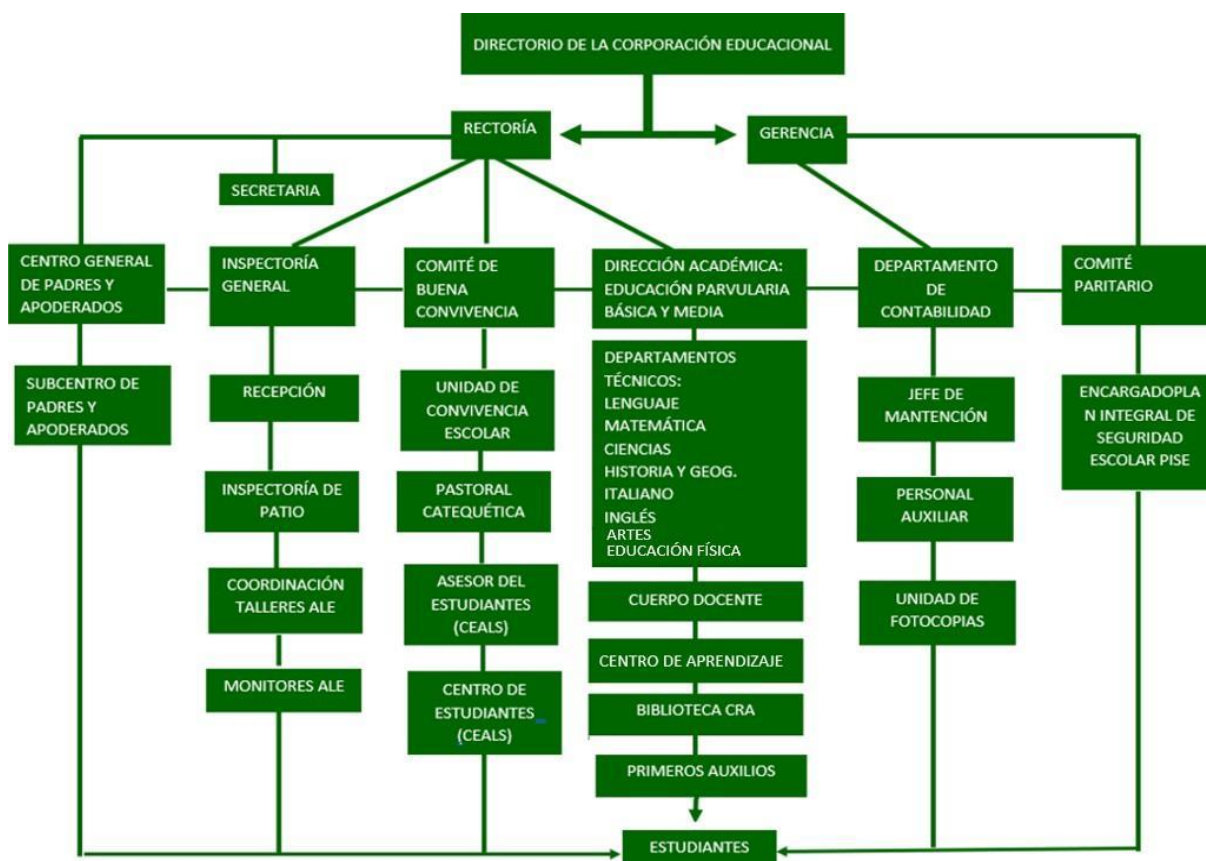 DIRECTORIO DE LA CORPORACIÓN EDUCACIONAL
RECTORÍA
GERENCIA
SECRETARIA
CENTRO GENERAL
DE PADRES Y
APODERADOS
INSPECTORÍA
GENERAL
COMITÉ DE
BUENA
CONVIVENCIA
DIRECCIÓN ACADÉMICA:
EDUCACIÓN PARVULARIA
BÁSICA Y MEDIA
DEPARTAMENTO
DE
CONTABILIDAD
COMITÉ
PARITARIO
SUBCENTRO DE
PADRES Y
APODERADOS
RECEPCIÓN
INSPECTORÍA DE
PATIO
COORDINACIÓN
TALLERES ALE
MONITORES ALE
UNIDAD DE
CONVIVENCIA
ESCOLAR
PASTORAL
CATEQUÉTICA
ASESOR DEL
ESTUDIANTES
(CEALS)
CENTRO DE
ESTUDIANTES
(CEALS)
DEPARTAMENTOS
TÉCNICOS:
LENGUAJE
MATEMÁTICA
CIENCIAS
HISTORIA Y GEOG.
ITALIANO
INGLÉS
ARTES
EDUCACIÓN FÍSICA
CUERPO DOCENTE
CENTRO DE APRENDIZAJE
BIBLIOTECA CRA
PRIMEROS AUXILIOS
JEFE DE
MANTENCIÓN
PERSONAL
AUXILIAR
UNIDAD DE
FOTOCOPIAS
ENCARGADOPLA
N INTEGRAL DE
SEGURIDAD
ESCOLAR PISE
ESTUDIANTES